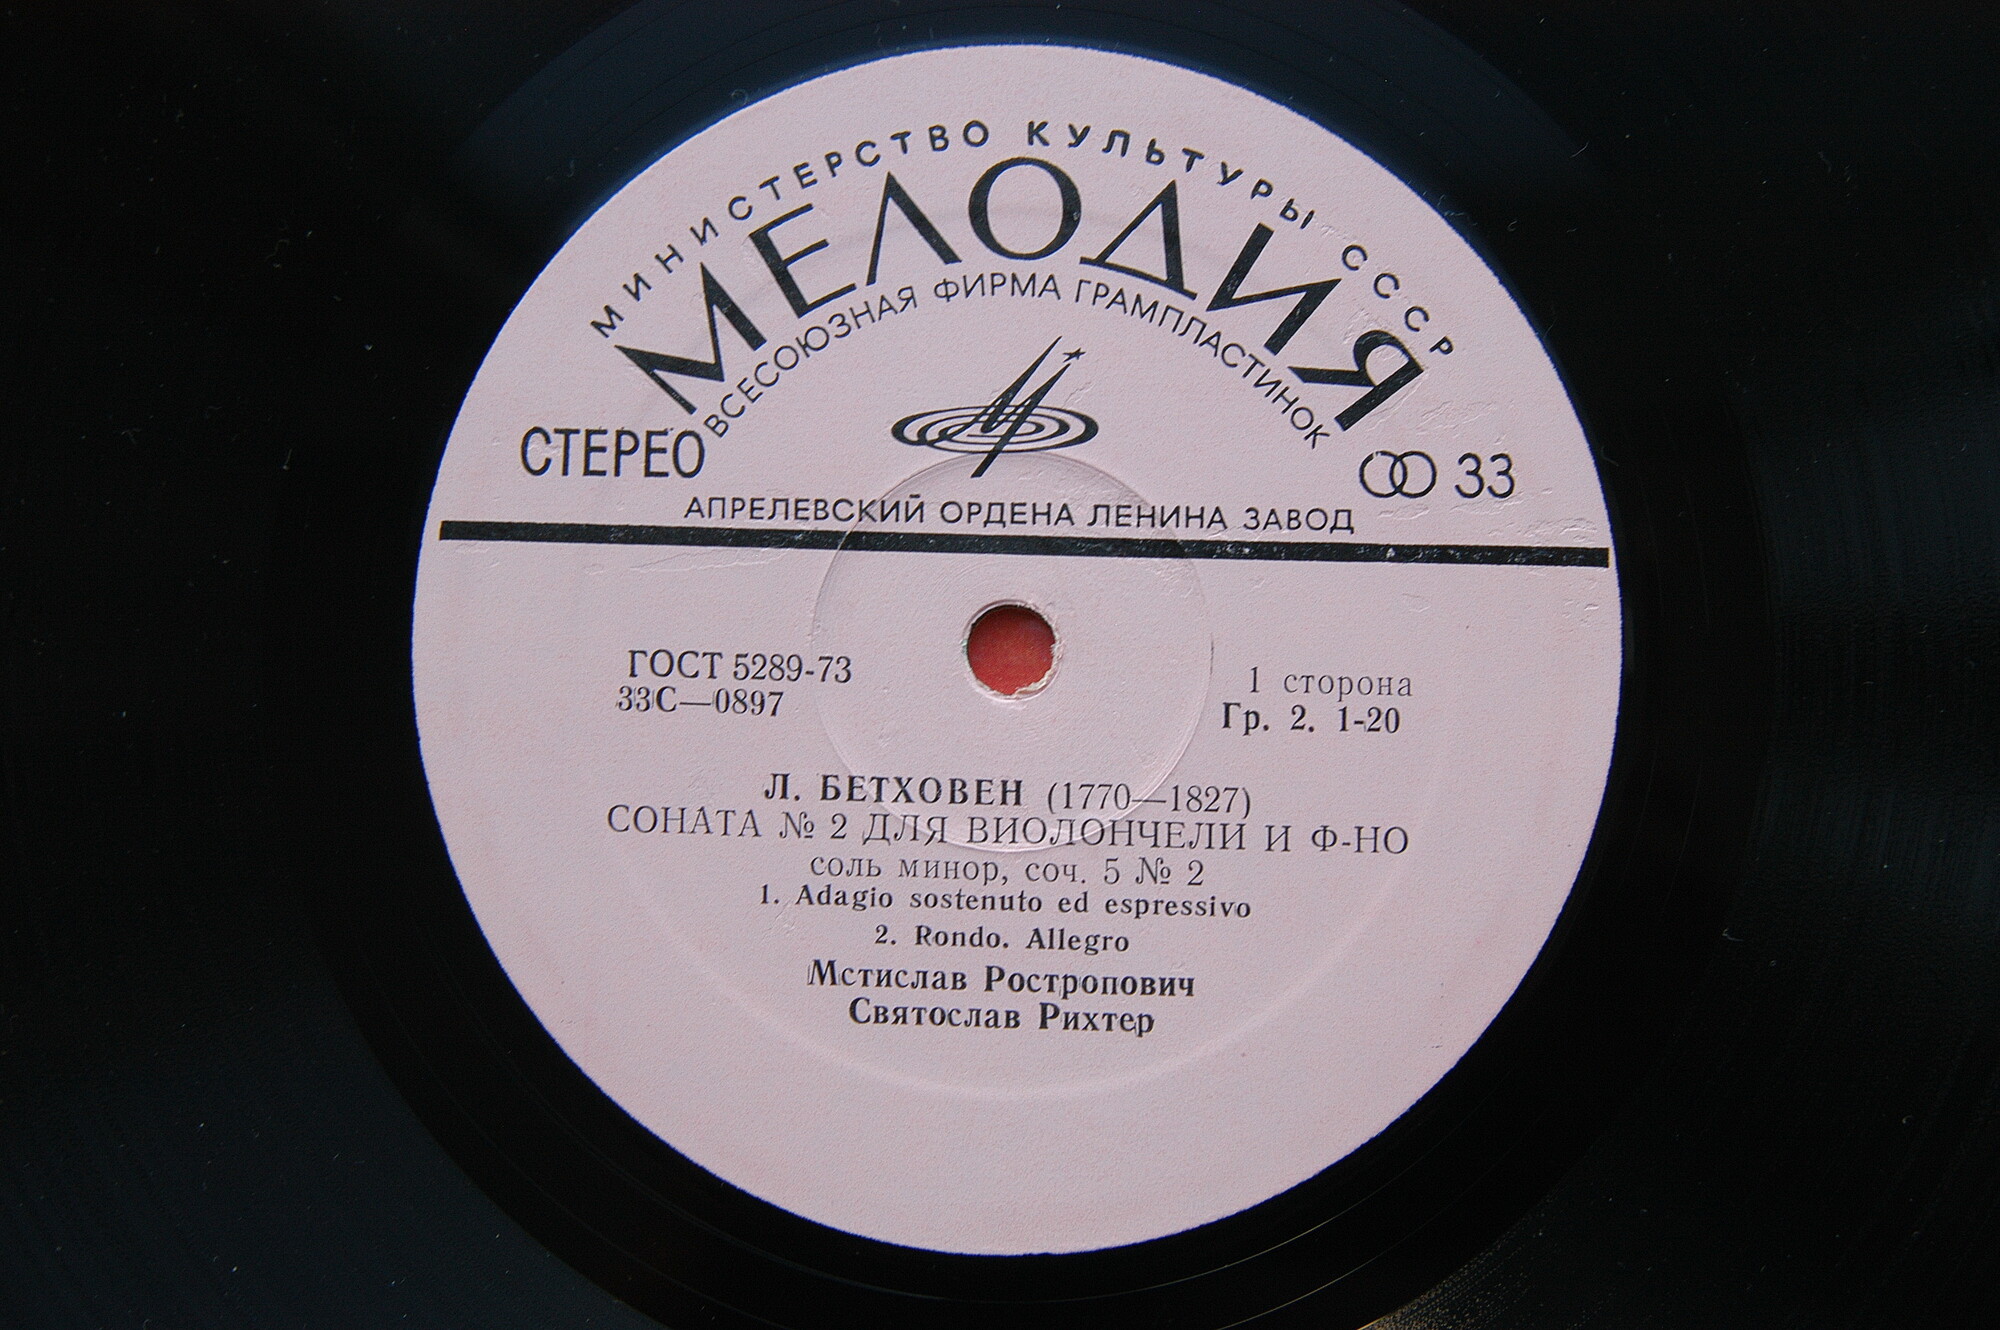 МИНИСТЕРСТВО КУЛЬТУРЫ СССР
МЕЛОДИЯ
ВСЕСОЮЗНАЯ ФИРМА ГРАМПЛАСТИНОК
СТЕРЕО
33
АПРЕЛЕВСКИЙ ОРДЕНА ЛЕНИНА ЗАВОД
ГОСТ 5289-73
33С—0897
1 сторона
Гр. 2. 1-20
Л. БЕТХОВЕН (1770—1827)
СОНАТА № 2 ДЛЯ ВИОЛОНЧЕЛИ И Ф-НО
соль минор, соч. 5 № 2
1. Adagio sostenuto ed espressivo
2. Rondo. Allegro
Мстислав Ростропович
Святослав Рихтер